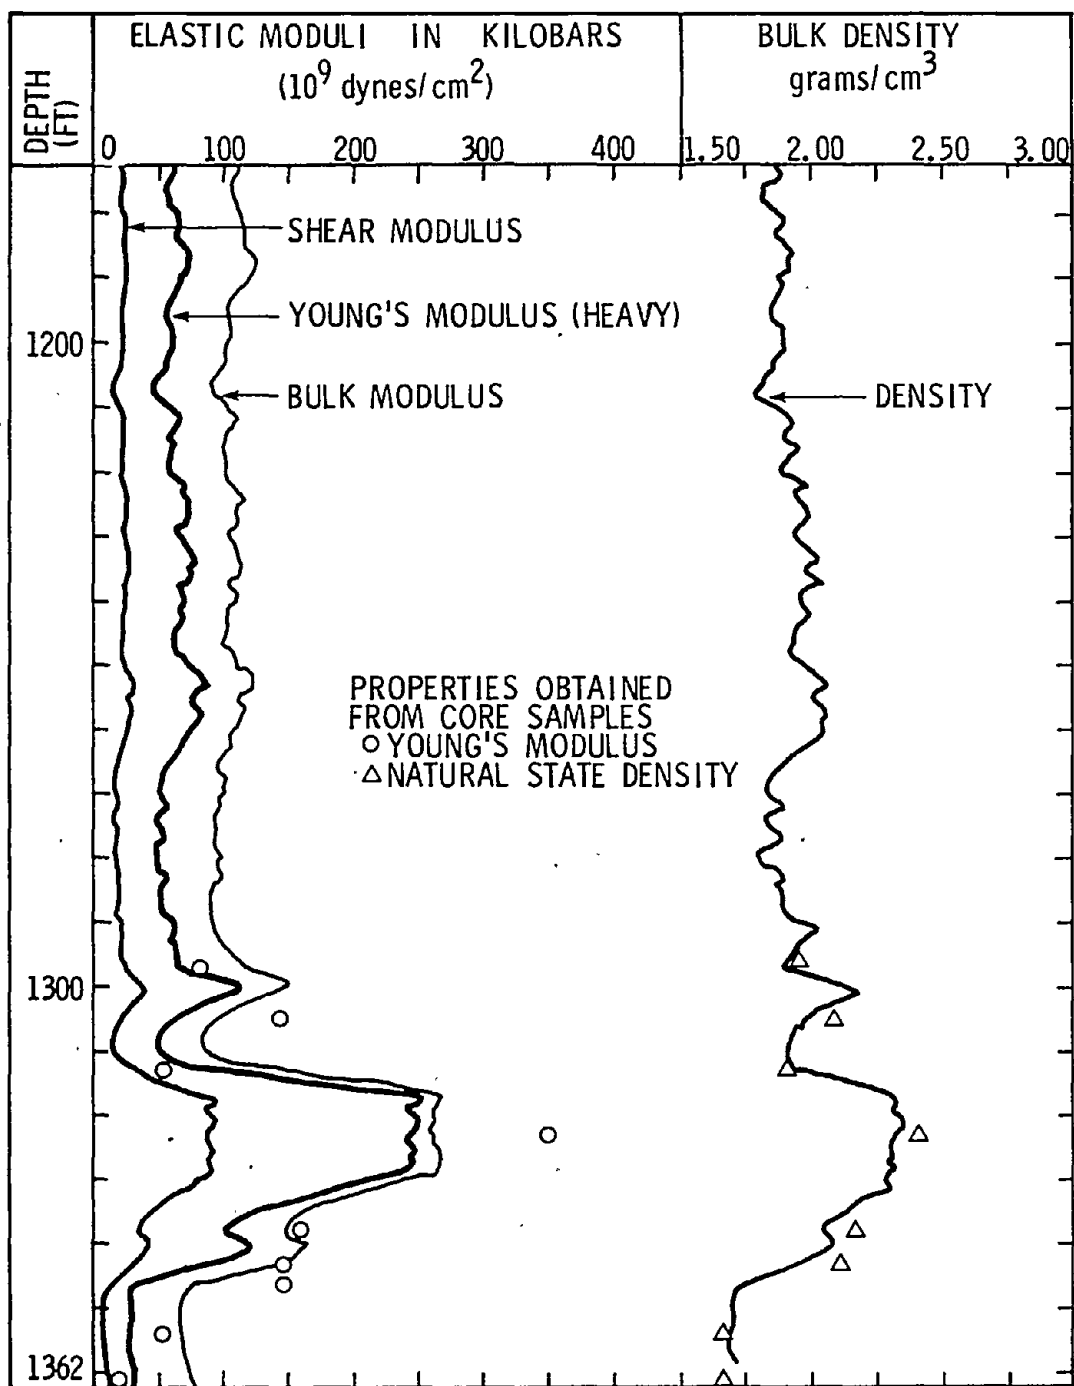 ELASTIC MODULI IN KILOBARS
(10⁹ dynes/cm²)
BULK DENSITY
grams/cm³
DEPTH
(FT)
0 100 200 300 400 1.50 2.00 2.50 3.00
SHEAR MODULUS
YOUNG'S MODULUS (HEAVY)
1200
BULK MODULUS
DENSITY
PROPERTIES OBTAINED
FROM CORE SAMPLES
○ YOUNG'S MODULUS
△ NATURAL STATE DENSITY
1300
1362